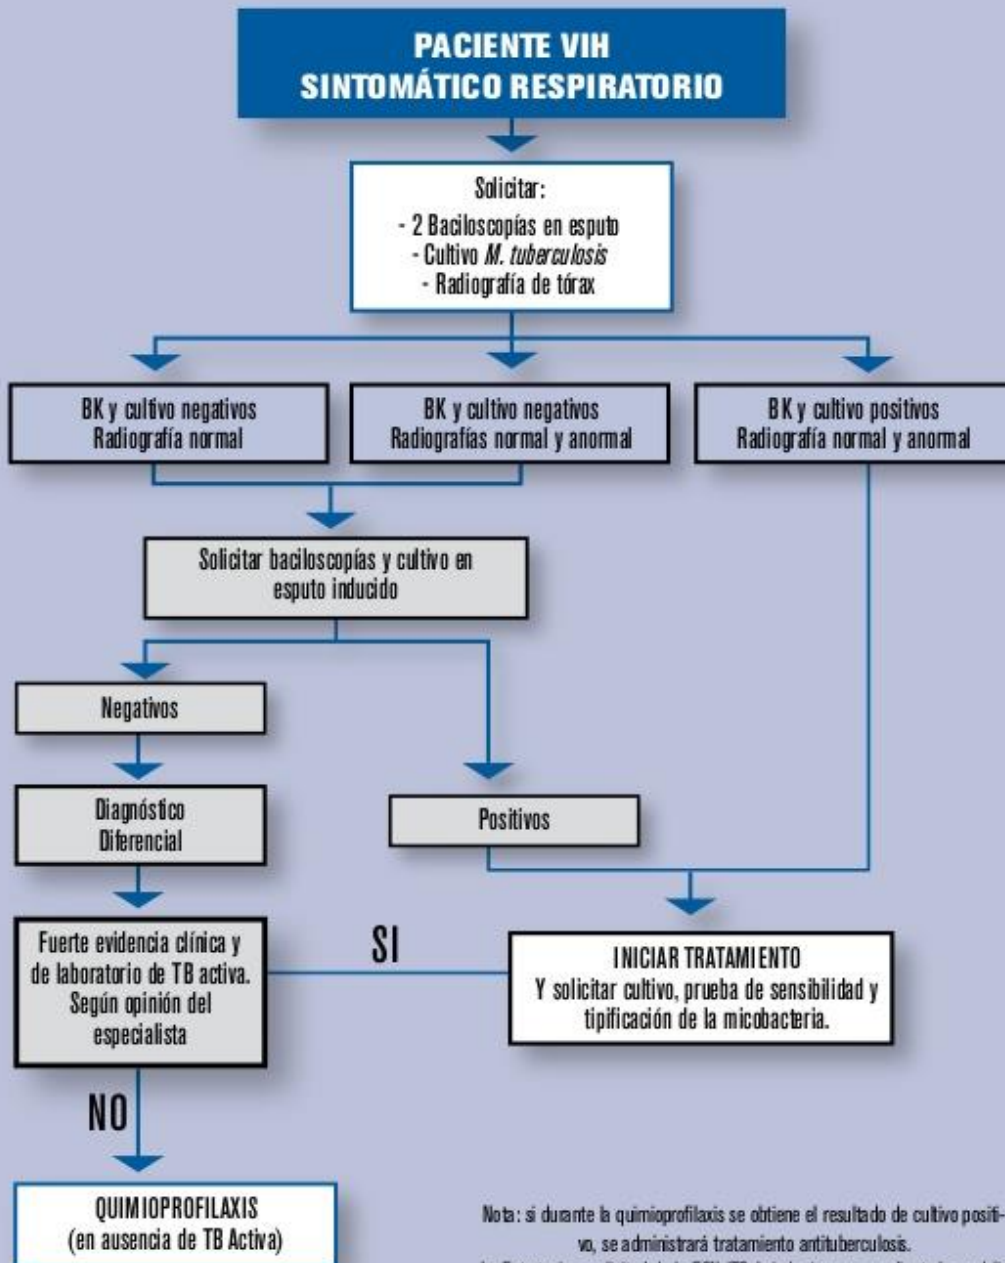 PACIENTE VIH
SINTOMÁTICO RESPIRATORIO
Solicitar:
- 2 Baciloscopías en esputo
- Cultivo M. tuberculosis
- Radiografía de tórax
BK y cultivo negativos
Radiografía normal
BK y cultivo negativos
Radiografías normal y anormal
BK y cultivo positivos
Radiografía normal y anormal
Solicitar baciloscopías y cultivo en
esputo inducido
Negativos
Diagnóstico
Diferencial
Positivos
Fuerte evidencia clínica y
de laboratorio de TB activa.
Según opinión del
especialista
SI
INICIAR TRATAMIENTO
Y solicitar cultivo, prueba de sensibilidad y
tipificación de la micobacteria.
NO
QUIMIOPROFILAXIS
(en ausencia de TB Activa)
Nota: si durante la quimioprofilaxis se obtiene el resultado de cultivo positi-
vo, se administrará tratamiento antituberculosis.